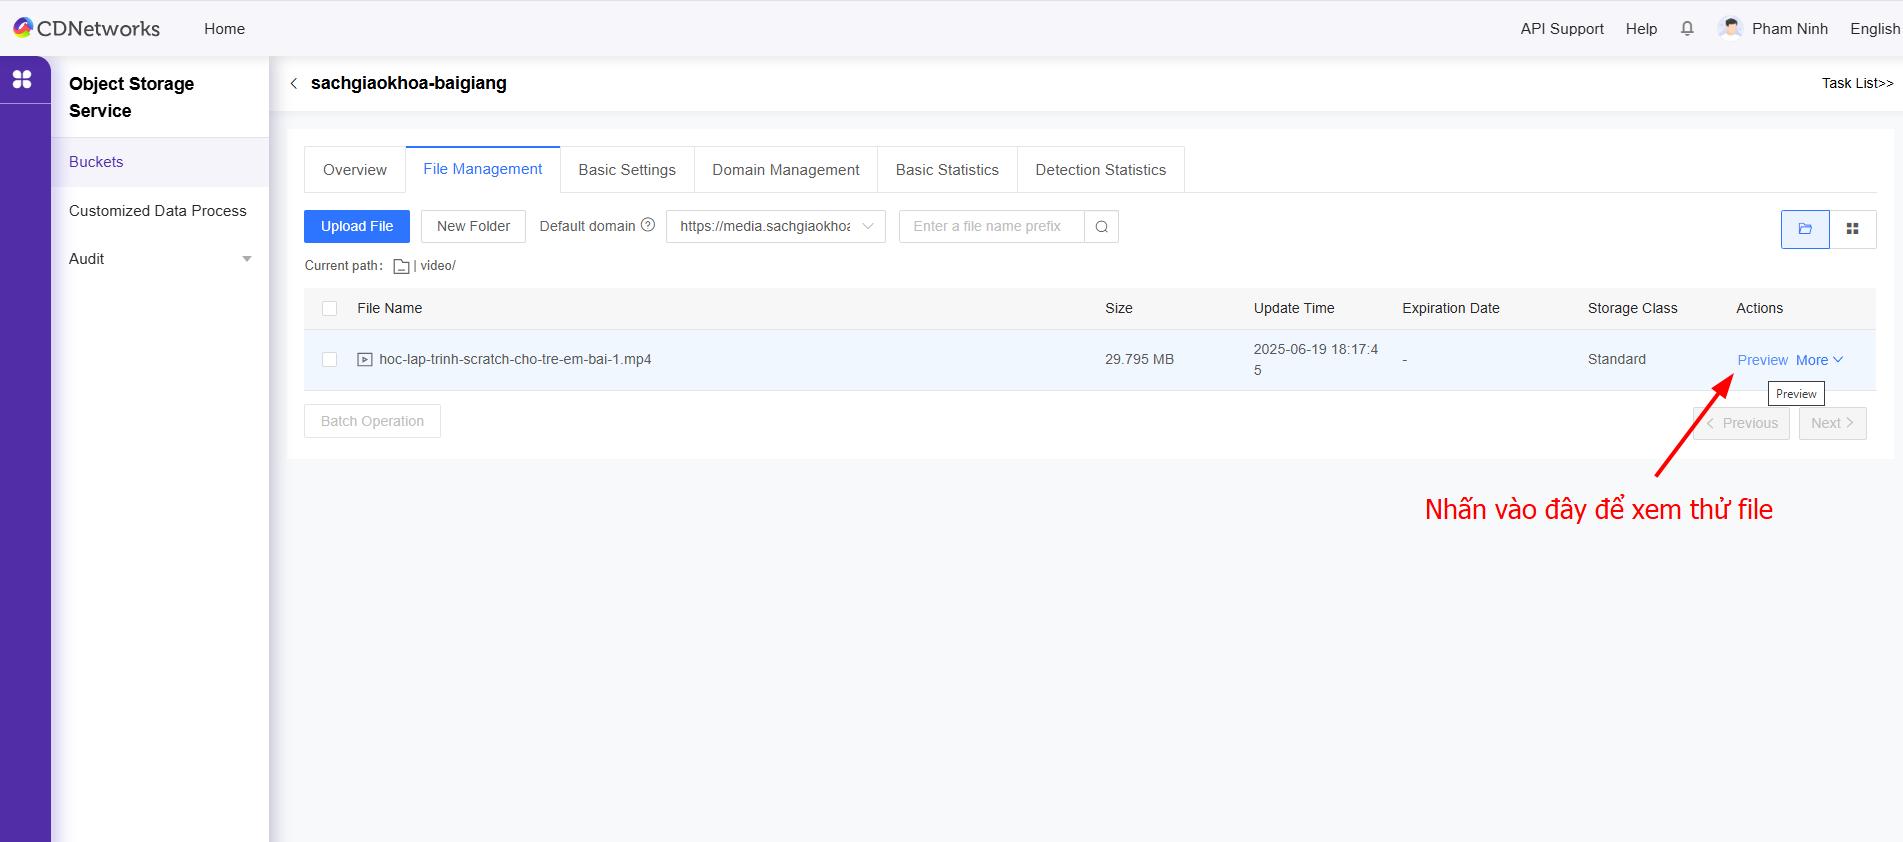 CDNetworks
Home
API Support
Help
Pham Ninh
English
Object Storage
Service
Buckets
Customized Data Process
Audit
sachgiaokhoa-baigiang
Task List>>
Overview
File Management
Basic Settings
Domain Management
Basic Statistics
Detection Statistics
Upload File
New Folder
Default domain
https://media.sachgiaokhoa
Enter a file name prefix
Current path: | video/
File Name
Size
Update Time
Expiration Date
Storage Class
Actions
hoc-lap-trinh-scratch-cho-tre-em-bai-1.mp4
29.795 MB
2025-06-19 18:17:4
5
-
Standard
Preview
More
Preview
Batch Operation
Previous
Next
Nhấn vào đây để xem thử file